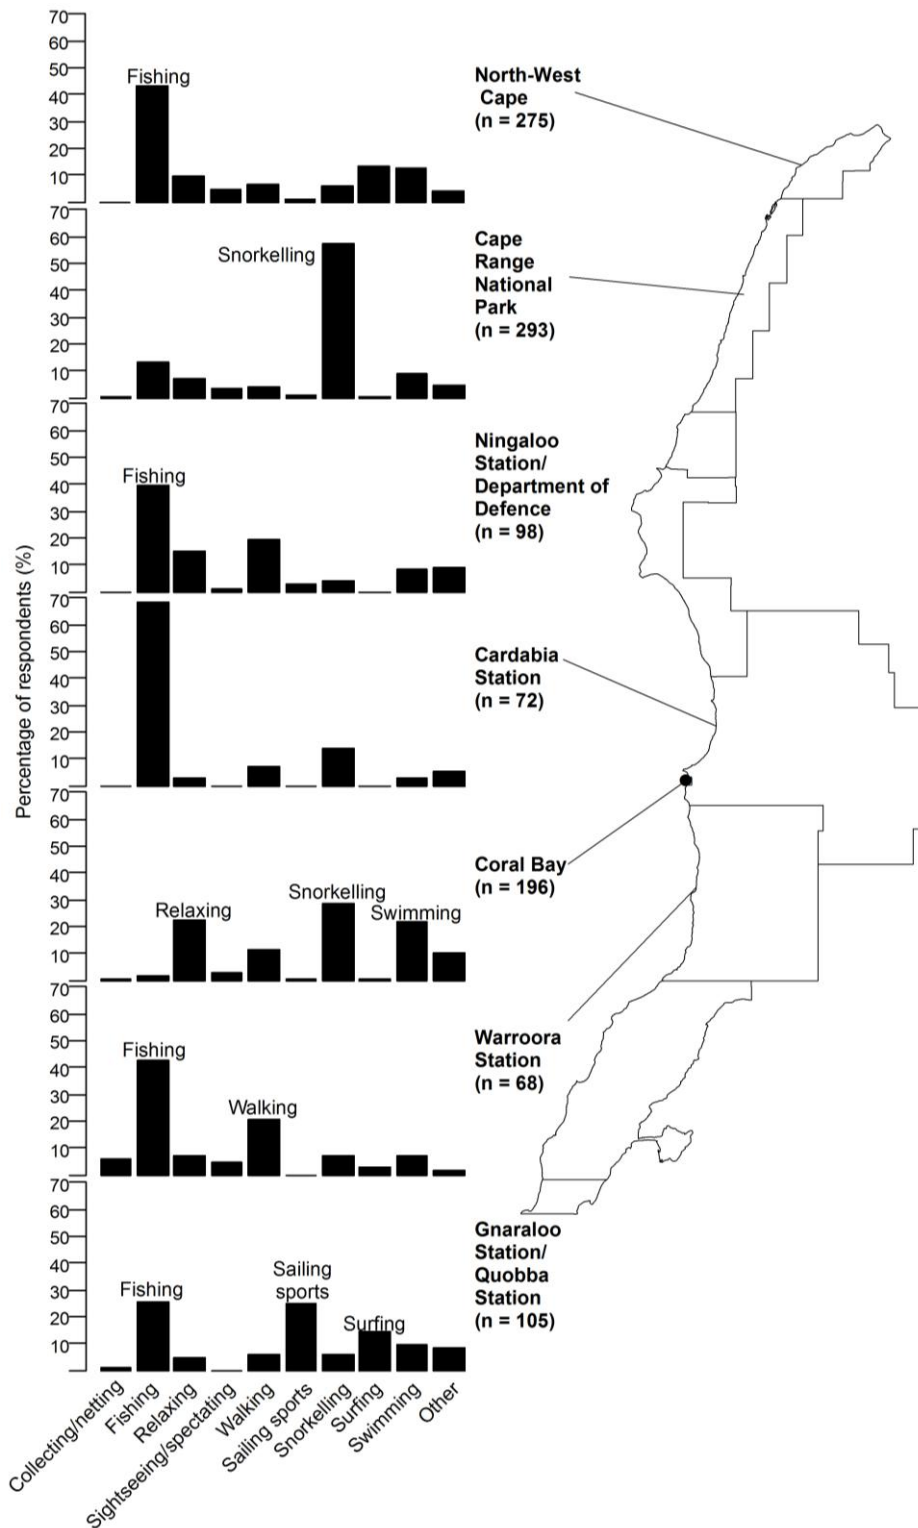 Percentage of respondents (%)
70
60
50
40
30
20
10
Fishing
North-West
Cape
(n = 275)
70
60
50
40
30
20
10
Snorkelling
Cape
Range
National
Park
(n = 293)
70
60
50
40
30
20
10
Fishing
Ningaloo
Station/
Department of
Defence
(n = 98)
70
60
50
40
30
20
10
Cardabia
Station
(n = 72)
70
60
50
40
30
20
10
Relaxing
Snorkelling
Swimming
Coral Bay
(n = 196)
70
60
50
40
30
20
10
Fishing
Walking
Warroora
Station
(n = 68)
70
60
50
40
30
20
10
Fishing
Sailing
sports
Surfing
Gnaraloo
Station/
Quobba
Station
(n = 105)
Collecting/netting
Fishing
Relaxing
Sightseeing/spectating
Walking
Sailing sports
Snorkelling
Surfing
Swimming
Other